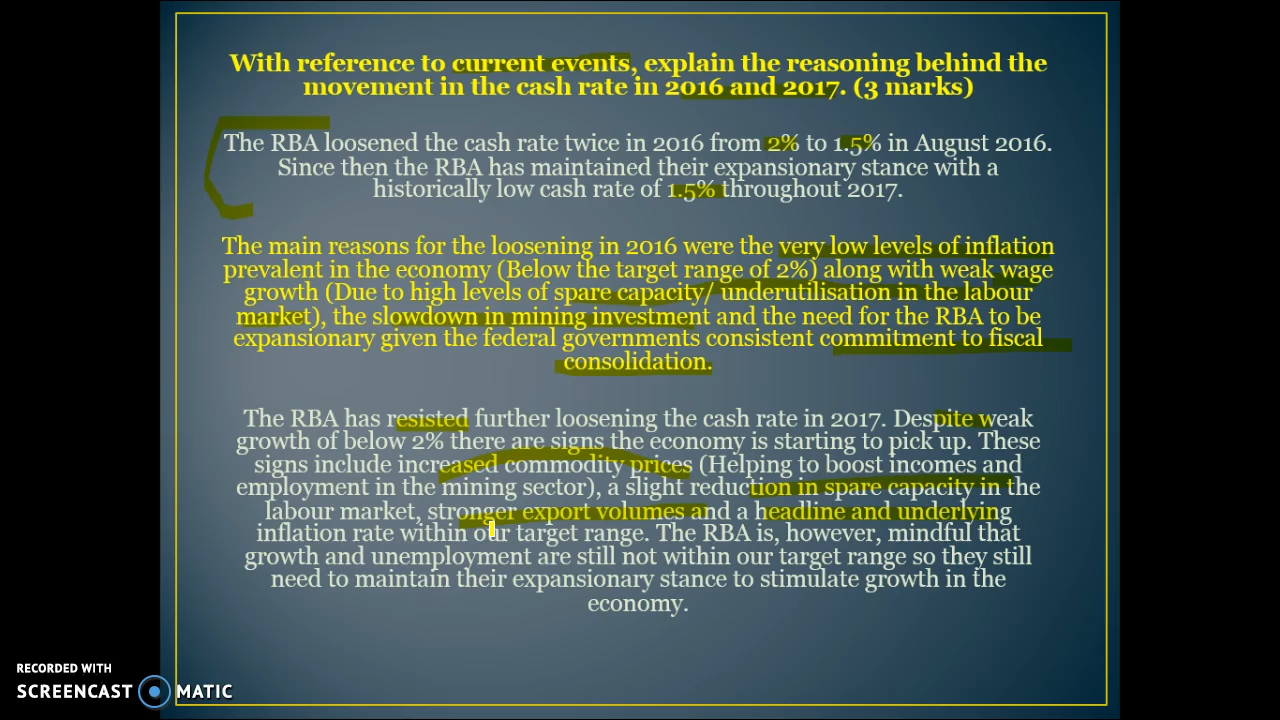 With reference to current events, explain the reasoning behind the
movement in the cash rate in 2016 and 2017. (3 marks)
The RBA loosened the cash rate twice in 2016 from 2% to 1.5% in August 2016.
Since then the RBA has maintained their expansionary stance with a
historically low cash rate of 1.5% throughout 2017.
The main reasons for the loosening in 2016 were the very low levels of inflation
prevalent in the economy (Below the target range of 2%) along with weak wage
growth (Due to high levels of spare capacity/ underutilisation in the labour
market), the slowdown in mining investment and the need for the RBA to be
expansionary given the federal governments consistent commitment to fiscal
consolidation.
The RBA has resisted further loosening the cash rate in 2017. Despite weak
growth of below 2% there are signs the economy is starting to pick up. These
signs include increased commodity prices (Helping to boost incomes and
employment in the mining sector), a slight reduction in spare capacity in the
labour market, stronger export volumes and a headline and underlying
inflation rate within our target range. The RBA is, however, mindful that
growth and unemployment are still not within our target range so they still
need to maintain their expansionary stance to stimulate growth in the
economy.
RECORDED WITH
SCREENCAST MATIC